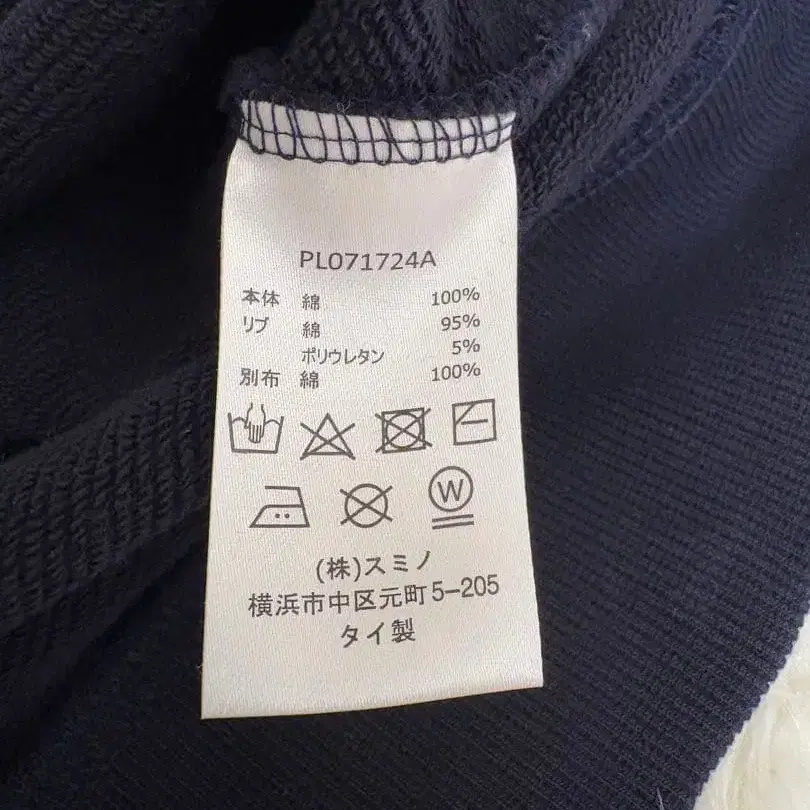 PL071724A
本体 綿 100%
リブ 綿 95%
ポリウレタン 5%
別布 綿 100%
W
(株)スミノ
横浜市中区元町5-205
タイ製